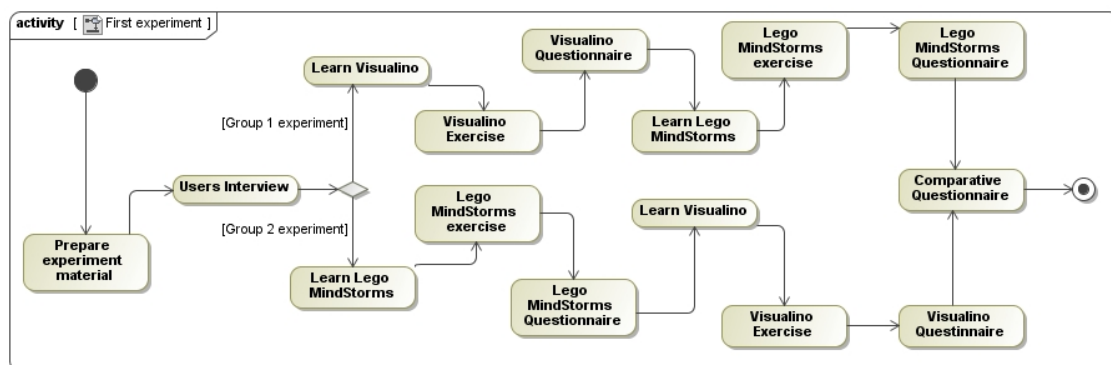 activity [ First experiment ]
Prepare
experiment
material
Users Interview
[Group 1 experiment]
Learn Visualino
Visualino
Exercise
Visualino
Questionnaire
Learn Lego
MindStorms
Lego
MindStorms
exercise
Lego
MindStorms
Questionnaire
[Group 2 experiment]
Learn Lego
MindStorms
Lego
MindStorms
exercise
Lego
MindStorms
Questionnaire
Learn Visualino
Visualino
Exercise
Visualino
Questinnaire
Comparative
Questionnaire